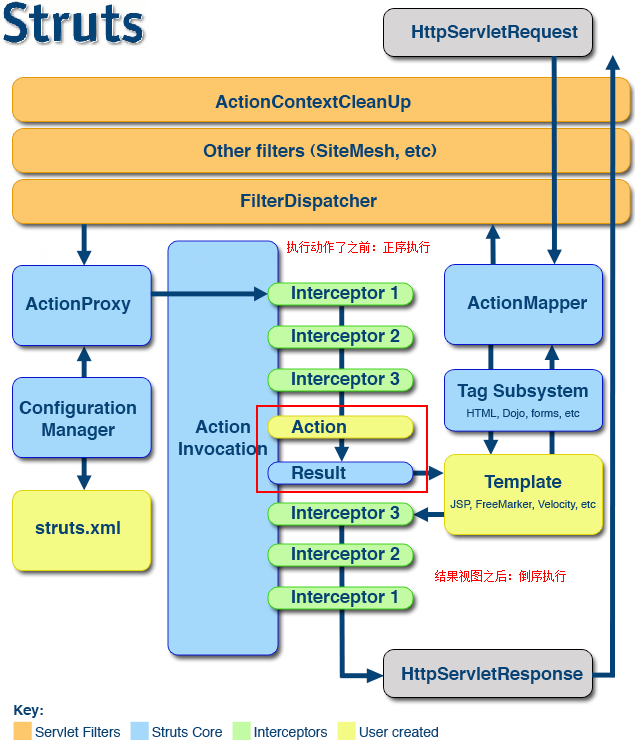 Struts
HttpServletRequest
ActionContextCleanUp
Other filters (SiteMesh, etc)
FilterDispatcher
执行动作了之前：正序执行
ActionProxy
Interceptor 1
ActionMapper
Interceptor 2
Interceptor 3
Tag Subsystem
HTML, Dojo, forms, etc
Configuration
Manager
Action
Invocation
Action
Result
Template
JSP, FreeMarker, Velocity, etc
struts.xml
Interceptor 3
Interceptor 2
结果视图之后：倒序执行
Interceptor 1
HttpServletResponse
Key:
Servlet Filters
Struts Core
Interceptors
User created